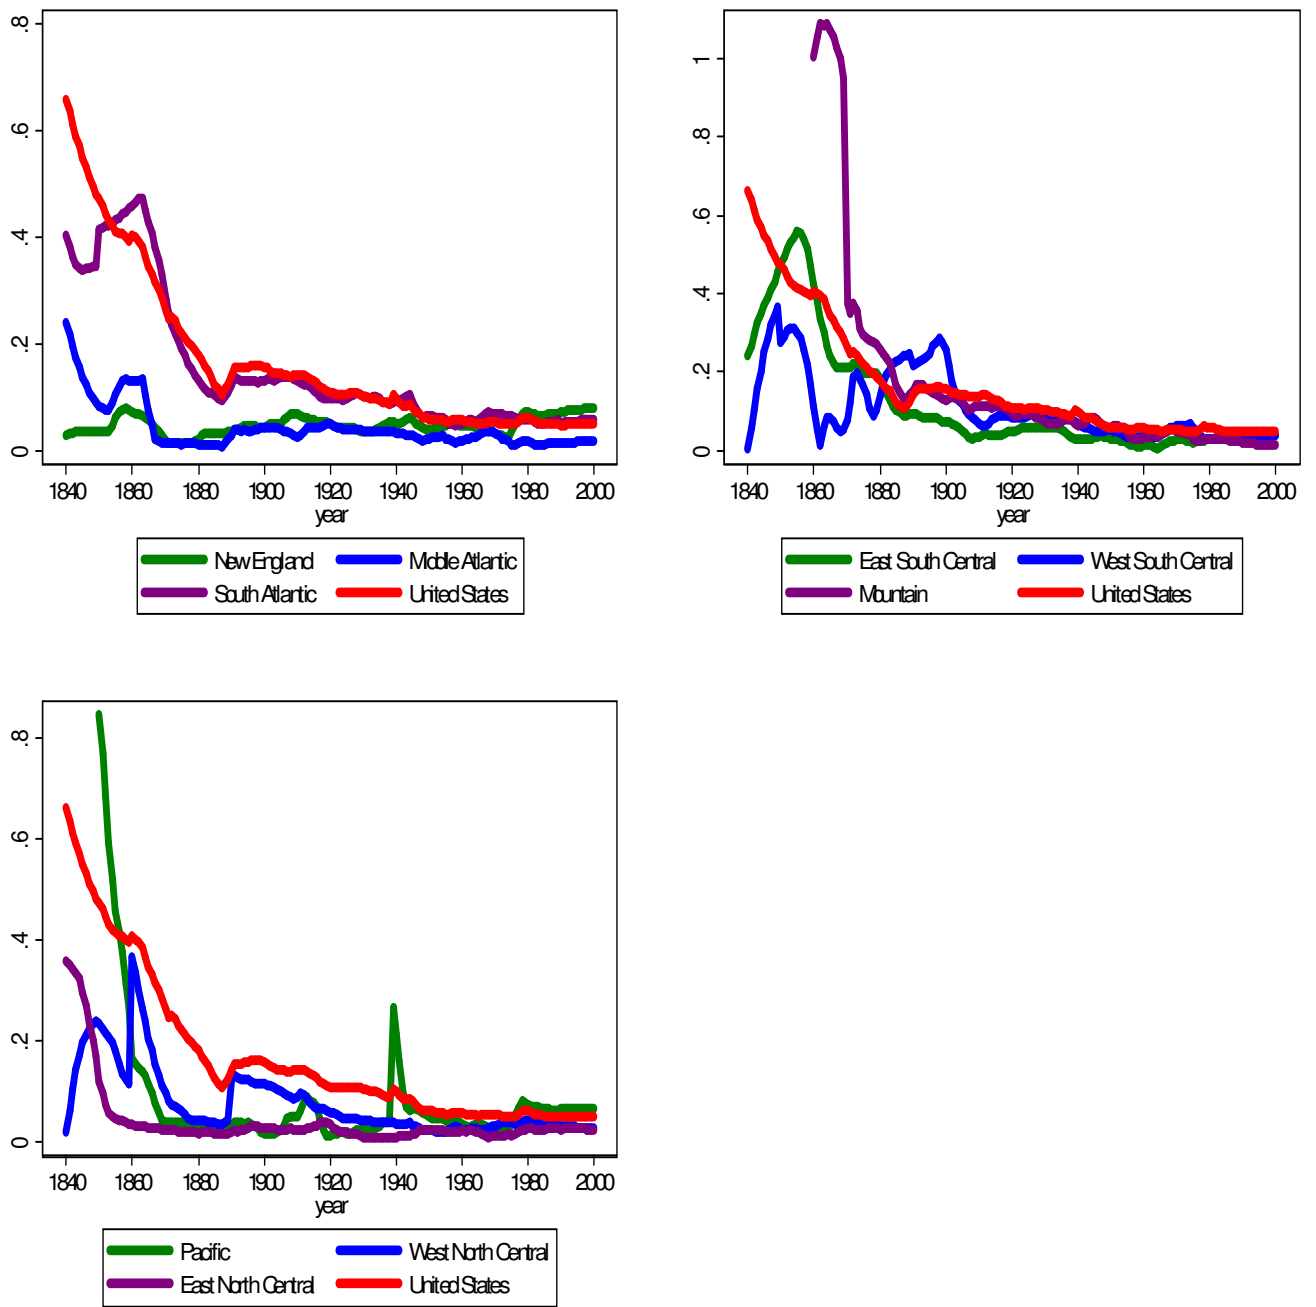 .8
.6
.4
.2
0
1840 1860 1880 1900 1920 1940 1960 1980 2000
year
New England Middle Atlantic
South Atlantic United States
1
.8
.6
.4
.2
0
1840 1860 1880 1900 1920 1940 1960 1980 2000
year
East South Central West South Central
Mountain United States
.8
.6
.4
.2
0
1840 1860 1880 1900 1920 1940 1960 1980 2000
year
Pacific West North Central
East North Central United States